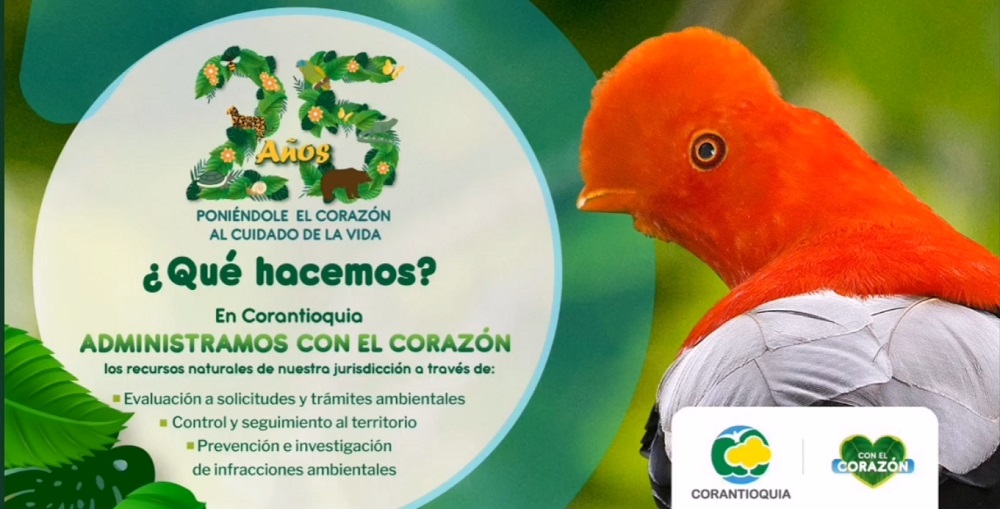 25
Años
PONIÉNDOLE EL CORAZÓN
AL CUIDADO DE LA VIDA
¿Qué hacemos?
En Corantioquia
ADMINISTRAMOS CON EL CORAZÓN
los recursos naturales de nuestra jurisdicción a través de:
Evaluación a solicitudes y trámites ambientales
Control y seguimiento al territorio
Prevención e investigación
de infracciones ambientales
CORANTIOQUIA
CON EL
CORAZÓN